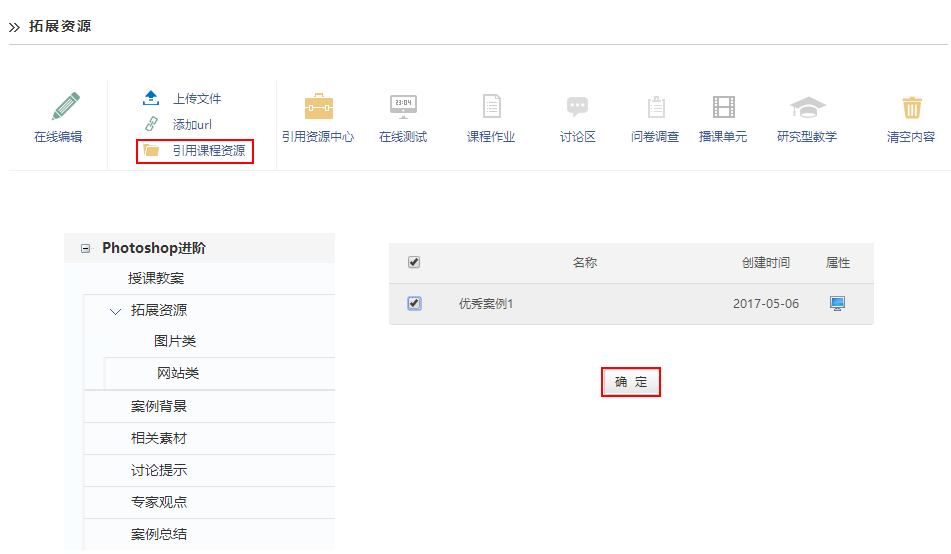 拓展资源
在线编辑
上传文件
添加url
引用课程资源
引用资源中心
23:04
在线测试
课程作业
讨论区
问卷调查
播课单元
研究型教学
清空内容
Photoshop进阶
授课教案
拓展资源
图片类
网站类
案例背景
相关素材
讨论提示
专家观点
案例总结
名称 创建时间 属性
优秀案例1 2017-05-06
确 定